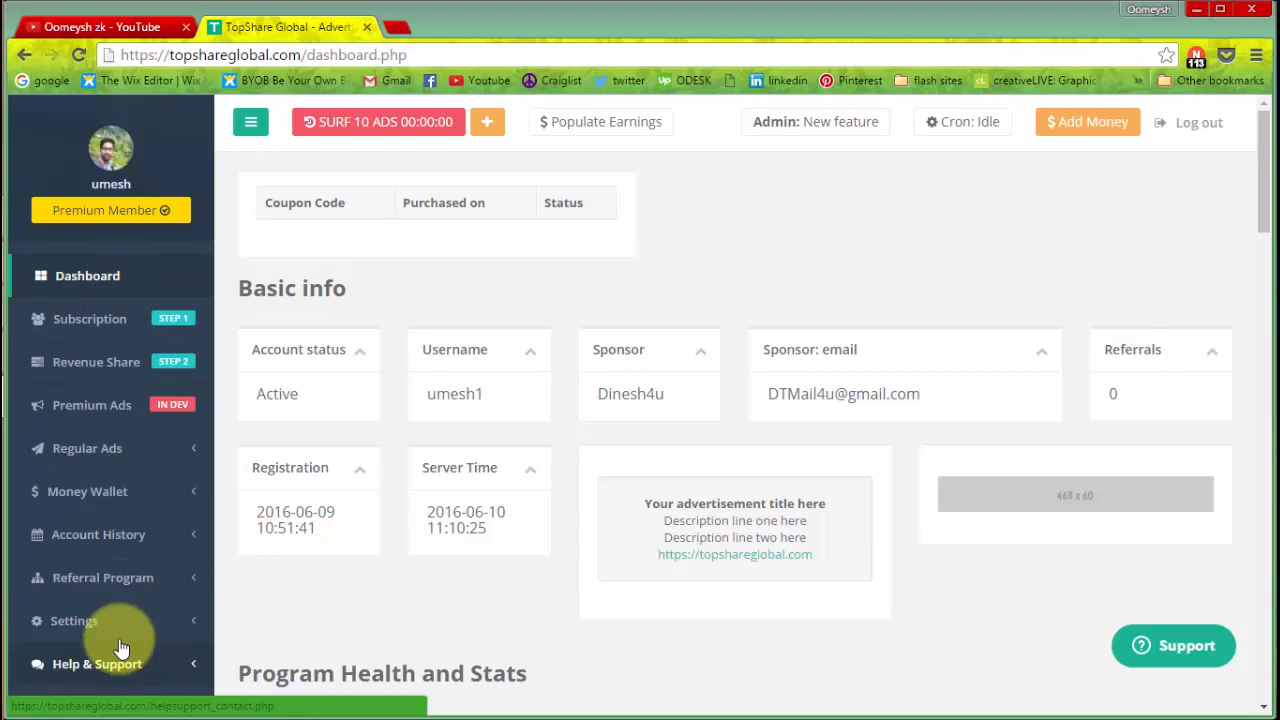 Oomeysh
Oomeysh zk - YouTube
TopShare Global - Advert
https://topshareglobal.com/dashboard.php
113
google
The Wix Editor | Wix
BYOB Be Your Own B
Gmail
Youtube
Craiglist
twitter
ODESK
linkedin
Pinterest
flash sites
creativeLIVE: Graphic
Other bookmarks
SURF 10 ADS 00:00:00
+
$ Populate Earnings
Admin: New feature
Cron: Idle
$ Add Money
Log out
umesh
Premium Member
Dashboard
Subscription STEP 1
Revenue Share STEP 2
Premium Ads IN DEV
Regular Ads
$ Money Wallet
Account History
Referral Program
Settings
Help & Support
https://topshareglobal.com/helpsupport_contact.php
Coupon Code Purchased on Status
Basic info
Account status
Active
Username
umesh1
Sponsor
Dinesh4u
Sponsor: email
DTMail4u@gmail.com
Referrals
0
Registration
2016-06-09
10:51:41
Server Time
2016-06-10
11:10:25
Your advertisement title here
Description line one here
Description line two here
https://topshareglobal.com
468 x 60
Program Health and Stats
Support